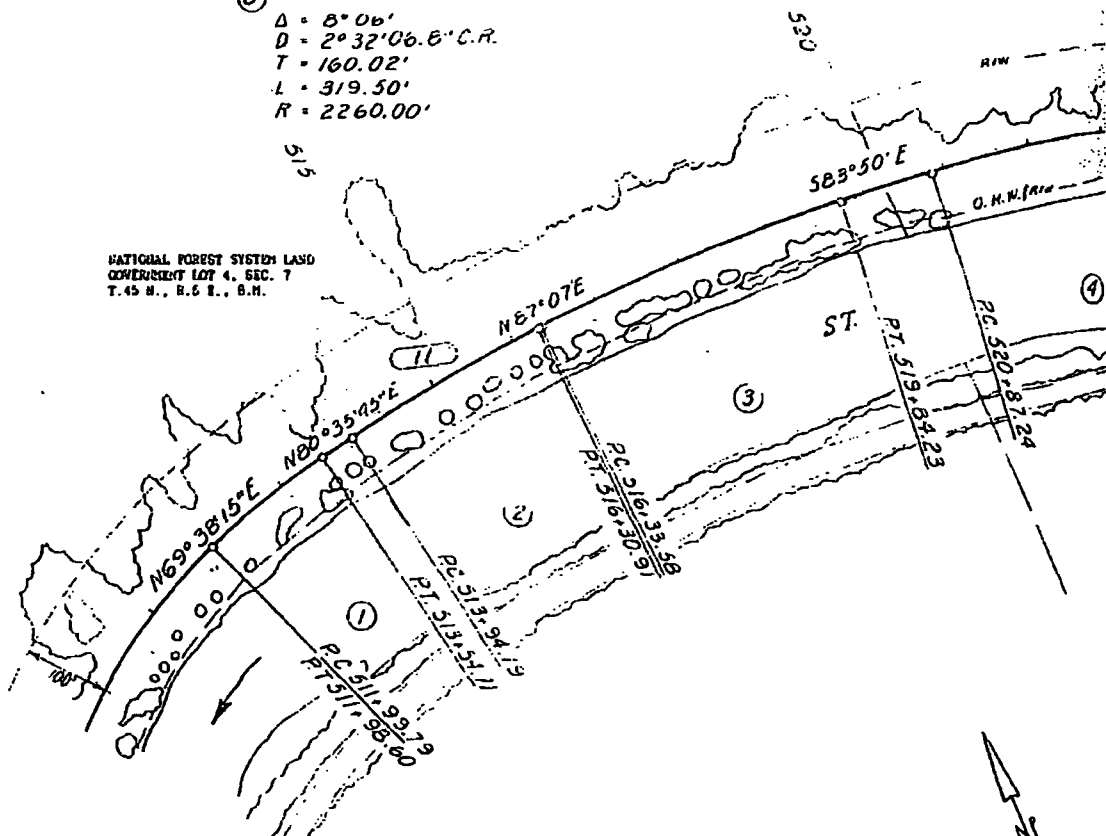 Δ = 8°06'
D = 2°32'06.8" C.R.
T = 160.02'
L = 319.50'
R = 2260.00'
520
R/W
515
S83°50'E
O.H.W. & R/W
NATIONAL FOREST SYSTEM LAND
GOVERNMENT LOT 4, SEC. 7
T.45 N., R.6 E., B.M.
N87°07'E
4
ST.
11
P.T. 519+84.23
P.C. 520+87.24
3
N80°35'45"E
P.C. 516+33.58
P.T. 516+30.91
2
N69°38'15"E
P.C. 513+94.19
P.T. 513+54.11
1
100'
P.C. 511+99.79
P.T. 511+98.60
N